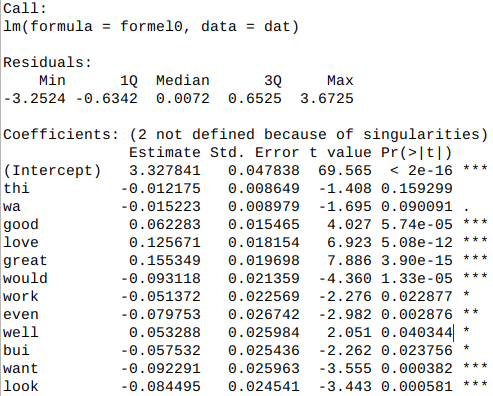 Call:
lm(formula = formel0, data = dat)
Residuals:
Min 1Q Median 3Q Max
-3.2524 -0.6342 0.0072 0.6525 3.6725
Coefficients: (2 not defined because of singularities)
Estimate Std. Error t value Pr(>|t|)
(Intercept) 3.327841 0.047838 69.565 < 2e-16 ***
thi -0.012175 0.008649 -1.408 0.159299
wa -0.015223 0.008979 -1.695 0.090091 .
good 0.062283 0.015465 4.027 5.74e-05 ***
love 0.125671 0.018154 6.923 5.08e-12 ***
great 0.155349 0.019698 7.886 3.90e-15 ***
would -0.093118 0.021359 -4.360 1.33e-05 ***
work -0.051372 0.022569 -2.276 0.022877 *
even -0.079753 0.026742 -2.982 0.002876 **
well 0.053288 0.025984 2.051 0.040344 *
bui -0.057532 0.025436 -2.262 0.023756 *
want -0.092291 0.025963 -3.555 0.000382 ***
look -0.084495 0.024541 -3.443 0.000581 ***